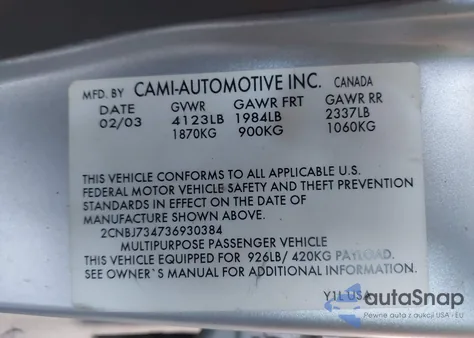 MFD. BY CAMI-AUTOMOTIVE INC. CANADA
DATE GVWR GAWR FRT GAWR RR
02/03 4123LB 1984LB 2337LB
1870KG 900KG 1060KG
THIS VEHICLE CONFORMS TO ALL APPLICABLE U.S.
FEDERAL MOTOR VEHICLE SAFETY AND THEFT PREVENTION
STANDARDS IN EFFECT ON THE DATE OF
MANUFACTURE SHOWN ABOVE.
2CNBJ734736930384
MULTIPURPOSE PASSENGER VEHICLE
THIS VEHICLE EQUIPPED FOR 926LB/ 420KG PAYLOAD.
SEE OWNER`S MANUAL FOR ADDITIONAL INFORMATION.
Y1L USA
autoSnap
Pewne auta z aukcji USA - EU